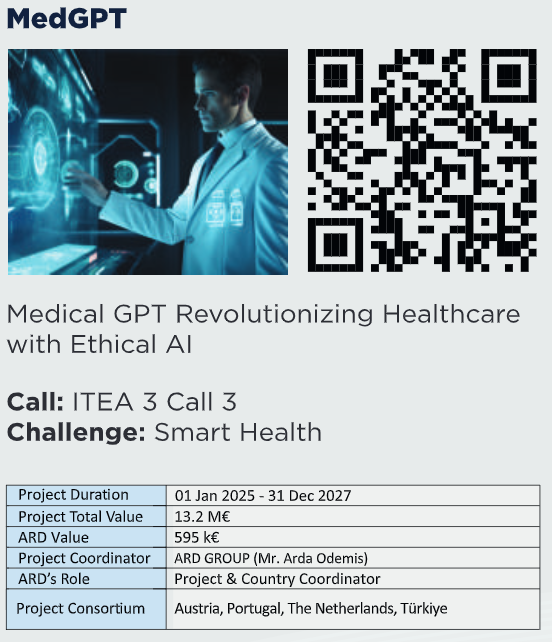 MedGPT
Medical GPT Revolutionizing Healthcare
with Ethical AI
Call: ITEA 3 Call 3
Challenge: Smart Health
Project Duration 01 Jan 2025 - 31 Dec 2027
Project Total Value 13.2 M€
ARD Value 595 k€
Project Coordinator ARD GROUP (Mr. Arda Odemis)
ARD's Role Project & Country Coordinator
Project Consortium Austria, Portugal, The Netherlands, Türkiye